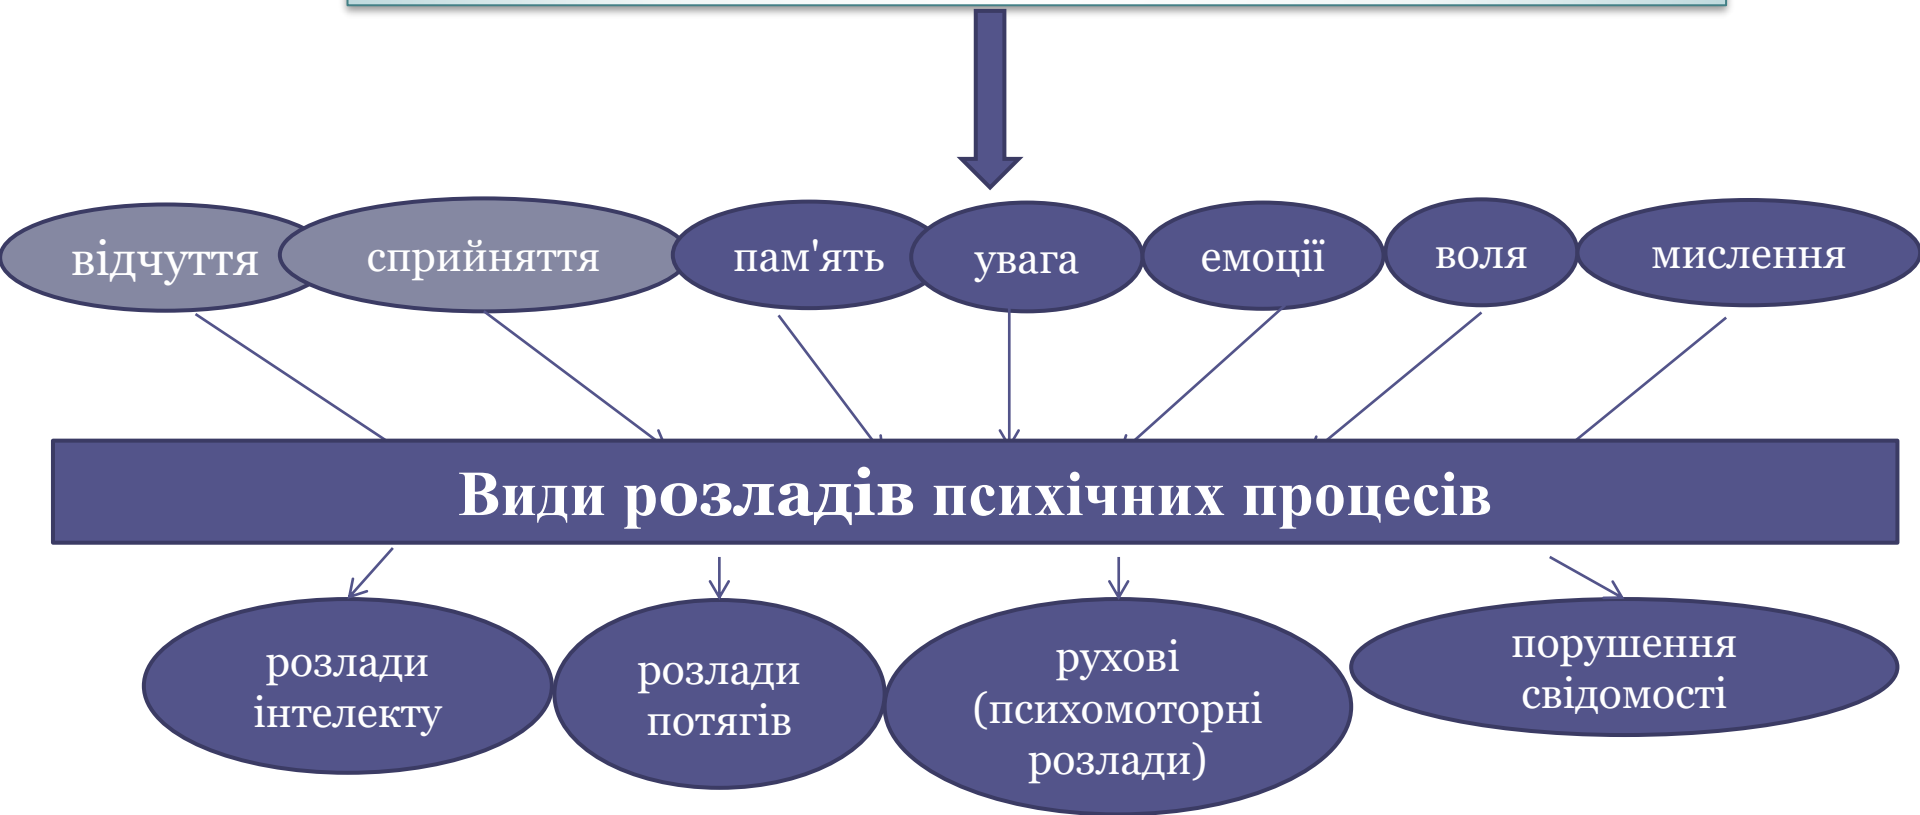 відчуття
сприйняття
пам'ять
увага
емоції
воля
мислення
Види розладів психічних процесів
розлади
інтелекту
розлади
потягів
рухові
(психомоторні
розлади)
порушення
свідомості